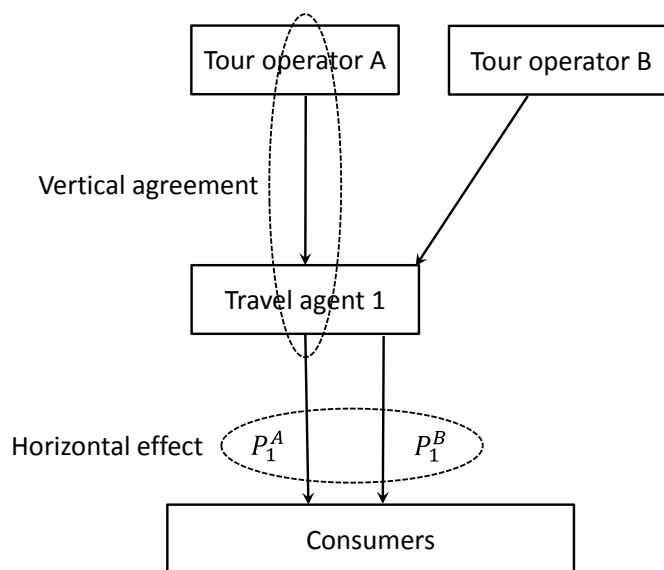 Tour operator A
Tour operator B
Vertical agreement
Travel agent 1
Horizontal effect
$P_1^A$
$P_1^B$
Consumers